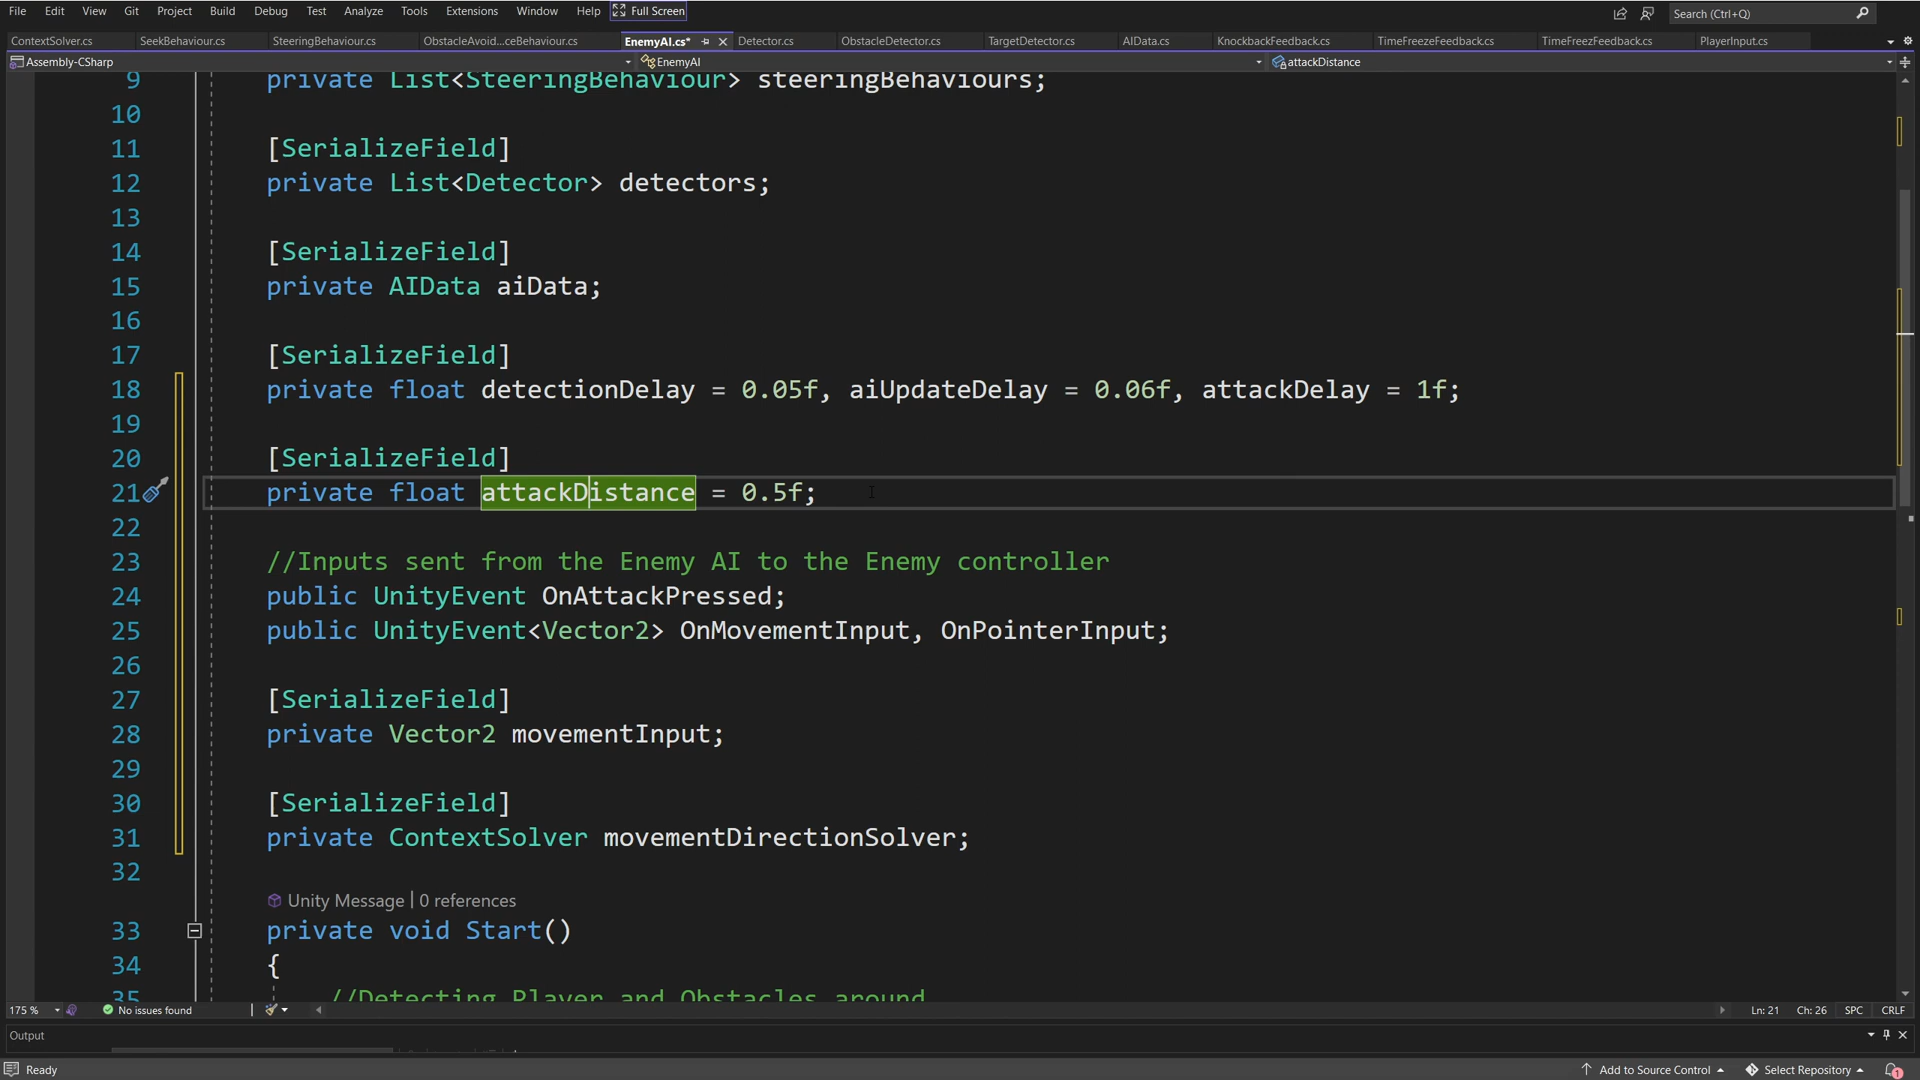 File Edit View Git Project Build Debug Test Analyze Tools Extensions Window Help Full Screen Search (Ctrl+Q)
ContextSolver.cs SeekBehaviour.cs SteeringBehaviour.cs ObstacleAvoid...ceBehaviour.cs EnemyAI.cs* Detector.cs ObstacleDetector.cs TargetDetector.cs AIData.cs KnockbackFeedback.cs TimeFreezeFeedback.cs TimeFreezFeedback.cs PlayerInput.cs
Assembly-CSharp EnemyAI attackDistance
9 private List<SteeringBehaviour> steeringBehaviours;
10
11 [SerializeField]
12 private List<Detector> detectors;
13
14 [SerializeField]
15 private AIData aiData;
16
17 [SerializeField]
18 private float detectionDelay = 0.05f, aiUpdateDelay = 0.06f, attackDelay = 1f;
19
20 [SerializeField]
21 private float attackDistance = 0.5f;
22
23 //Inputs sent from the Enemy AI to the Enemy controller
24 public UnityEvent OnAttackPressed;
25 public UnityEvent<Vector2> OnMovementInput, OnPointerInput;
26
27 [SerializeField]
28 private Vector2 movementInput;
29
30 [SerializeField]
31 private ContextSolver movementDirectionSolver;
32
Unity Message | 0 references
33 private void Start()
34 {
35 //Detecting Player and Obstacles around
175 % No issues found Ln: 21 Ch: 26 SPC CRLF
Output
Ready Add to Source Control Select Repository 1